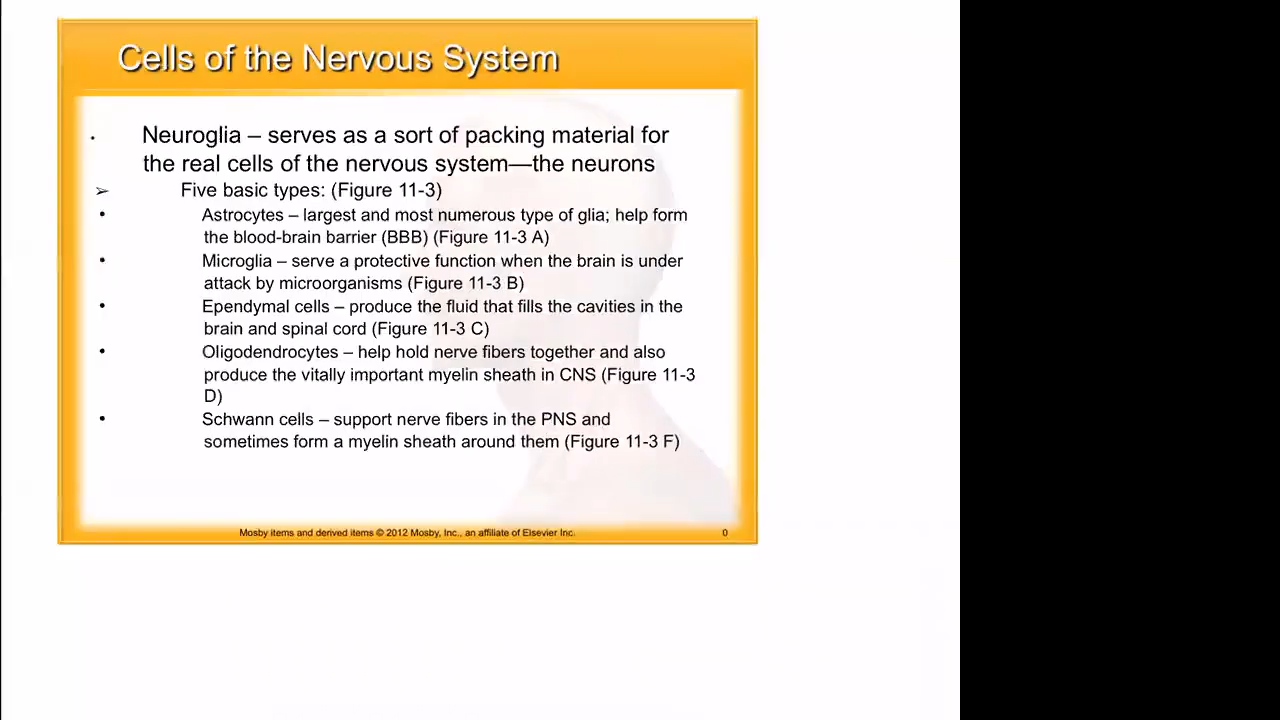 Cells of the Nervous System
• Neuroglia – serves as a sort of packing material for
the real cells of the nervous system—the neurons
➢ Five basic types: (Figure 11-3)
• Astrocytes – largest and most numerous type of glia; help form
the blood-brain barrier (BBB) (Figure 11-3 A)
• Microglia – serve a protective function when the brain is under
attack by microorganisms (Figure 11-3 B)
• Ependymal cells – produce the fluid that fills the cavities in the
brain and spinal cord (Figure 11-3 C)
• Oligodendrocytes – help hold nerve fibers together and also
produce the vitally important myelin sheath in CNS (Figure 11-3
D)
• Schwann cells – support nerve fibers in the PNS and
sometimes form a myelin sheath around them (Figure 11-3 F)
Mosby items and derived items © 2012 Mosby, Inc., an affiliate of Elsevier Inc. 0